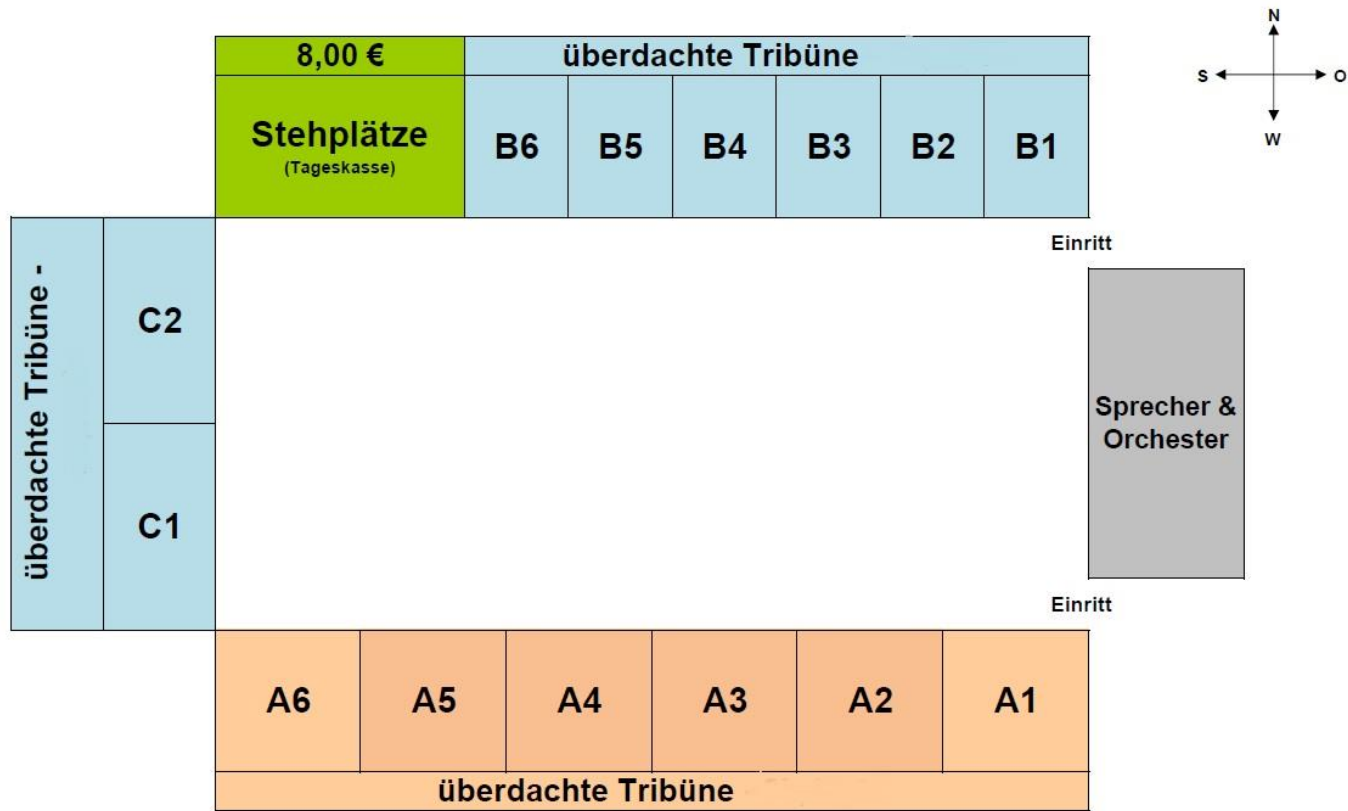 8,00 €
überdachte Tribüne
N
S
O
W
Stehplätze
(Tageskasse)
B6
B5
B4
B3
B2
B1
Einritt
überdachte Tribüne -
C2
C1
Sprecher &
Orchester
Einritt
A6
A5
A4
A3
A2
A1
überdachte Tribüne